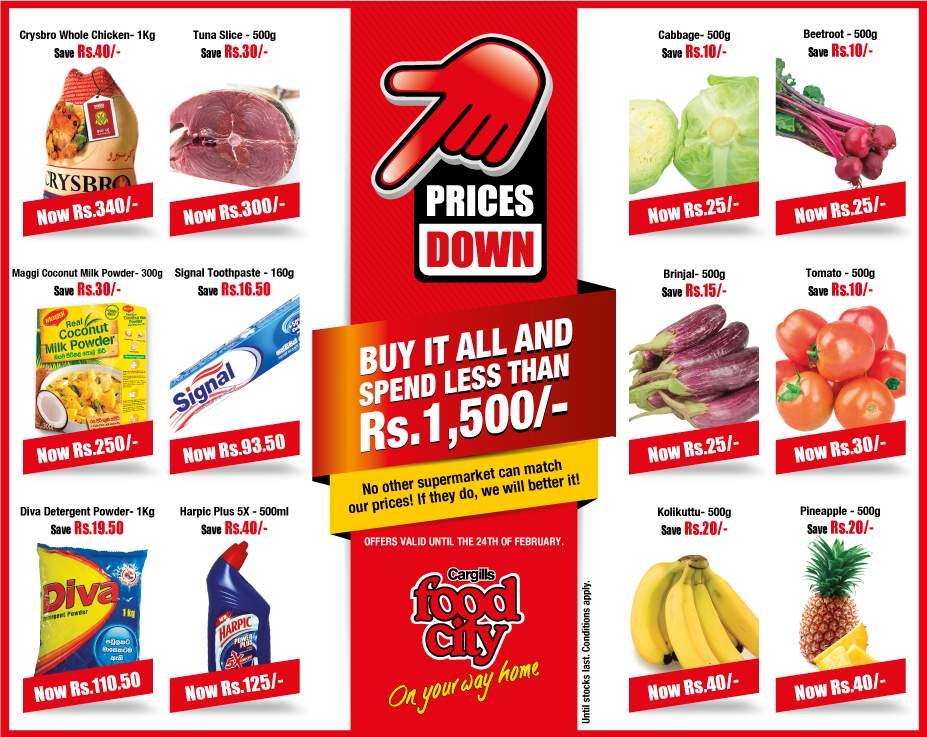 Crysbro Whole Chicken- 1Kg
Save Rs.40/-
CRYSBRO
Now Rs.340/-
Tuna Slice - 500g
Save Rs.30/-
Now Rs.300/-
Maggi Coconut Milk Powder- 300g
Save Rs.30/-
Maggi
Real
Coconut
Milk Powder
Now Rs.250/-
Signal Toothpaste - 160g
Save Rs.16.50
Signal
Now Rs.93.50
Diva Detergent Powder- 1Kg
Save Rs.19.50
Diva
Detergent Powder
1kg
Now Rs.110.50
Harpic Plus 5X - 500ml
Save Rs.40/-
HARPIC
POWER
PLUS
5X
Now Rs.125/-
PRICES
DOWN
BUY IT ALL AND
SPEND LESS THAN
Rs.1,500/-
No other supermarket can match
our prices! If they do, we will better it!
OFFERS VALID UNTIL THE 24TH OF FEBRUARY.
Cargills
food
city
On your way home
Until stocks last. Conditions apply.
Cabbage- 500g
Save Rs.10/-
Now Rs.25/-
Beetroot - 500g
Save Rs.10/-
Now Rs.25/-
Brinjal- 500g
Save Rs.15/-
Now Rs.25/-
Tomato - 500g
Save Rs.10/-
Now Rs.30/-
Kolikuttu- 500g
Save Rs.20/-
Now Rs.40/-
Pineapple - 500g
Save Rs.20/-
Now Rs.40/-